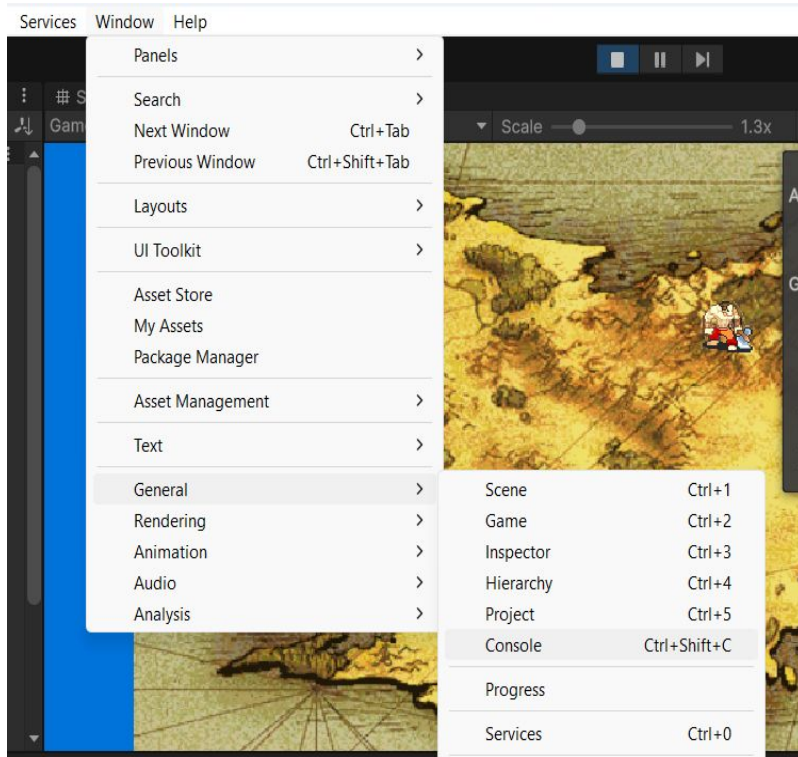 Services Window Help
Panels
# S
Search
Next Window Ctrl+Tab
Gam
Scale 1.3x
Previous Window Ctrl+Shift+Tab
A
Layouts
UI Toolkit
G
Asset Store
My Assets
Package Manager
Asset Management
Text
General
Scene Ctrl+1
Rendering
Game Ctrl+2
Animation
Inspector Ctrl+3
Audio
Hierarchy Ctrl+4
Analysis
Project Ctrl+5
Console Ctrl+Shift+C
Progress
Services Ctrl+0